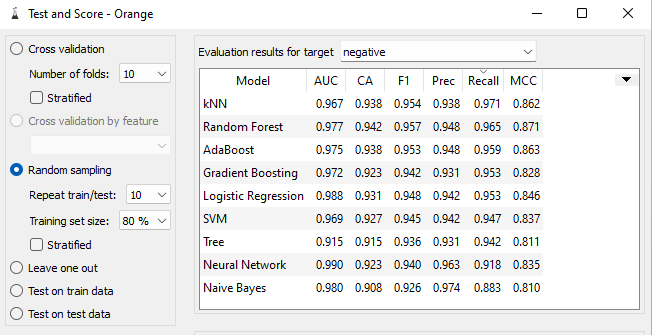 Test and Score - Orange
Cross validation
Number of folds: 10
Stratified
Cross validation by feature
Random sampling
Repeat train/test: 10
Training set size: 80 %
Stratified
Leave one out
Test on train data
Test on test data
Evaluation results for target negative
Model AUC CA F1 Prec Recall MCC
kNN 0.967 0.938 0.954 0.938 0.971 0.862
Random Forest 0.977 0.942 0.957 0.948 0.965 0.871
AdaBoost 0.975 0.938 0.953 0.948 0.959 0.863
Gradient Boosting 0.972 0.923 0.942 0.931 0.953 0.828
Logistic Regression 0.988 0.931 0.948 0.942 0.953 0.846
SVM 0.969 0.927 0.945 0.942 0.947 0.837
Tree 0.915 0.915 0.936 0.931 0.942 0.811
Neural Network 0.990 0.923 0.940 0.963 0.918 0.835
Naive Bayes 0.980 0.908 0.926 0.974 0.883 0.810